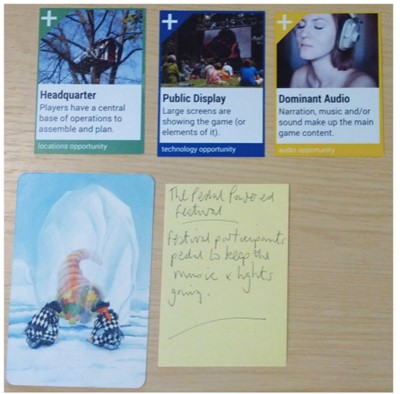 Headquarter
Players have a central
base of operations to
assemble and plan.
locations opportunity
Public Display
Large screens are
showing the game (or
elements of it).
technology opportunity
Dominant Audio
Narration, music and/or
sound make up the main
game content.
audio opportunity
The Pedal Powered
Festival
Festival participants
pedal to keep the
music & lights
going.